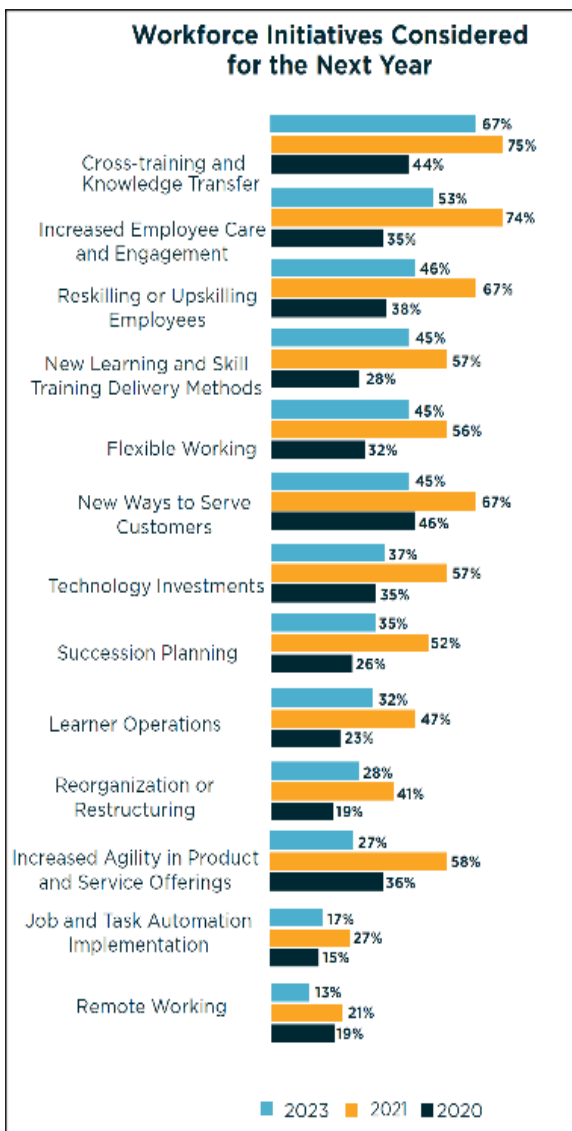 Workforce Initiatives Considered
for the Next Year
67%
75%
Cross-training and
44%
Knowledge Transfer
53%
74%
Increased Employee Care
35%
and Engagement
46%
67%
Reskilling or Upskilling
38%
Employees
45%
57%
New Learning and Skill
28%
Training Delivery Methods
45%
56%
Flexible Working
32%
45%
67%
New Ways to Serve
46%
Customers
37%
57%
Technology Investments
35%
35%
52%
Succession Planning
26%
32%
47%
Learner Operations
23%
28%
41%
Reorganization or
19%
Restructuring
27%
58%
Increased Agility in Product
36%
and Service Offerings
17%
27%
Job and Task Automation
15%
Implementation
13%
21%
Remote Working
19%
2023 2021 2020